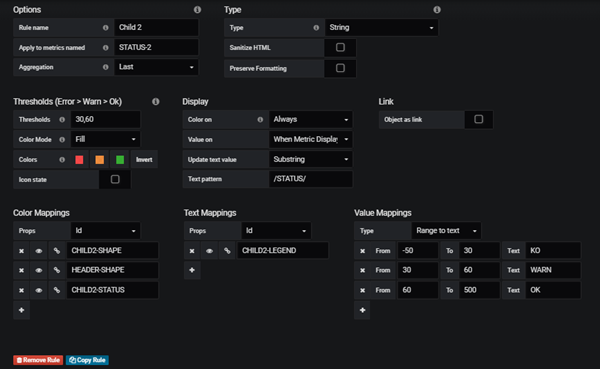 Options
Rule name Child 2
Apply to metrics named STATUS-2
Aggregation Last
Type
Type String
Sanitize HTML
Preserve Formatting
Thresholds (Error > Warn > Ok)
Thresholds 30,60
Color Mode Fill
Colors Invert
Icon state
Display
Color on Always
Value on When Metric Display
Update text value Substring
Text pattern /STATUS/
Link
Object as link
Color Mappings
Props Id
CHILD2-SHAPE
HEADER-SHAPE
CHILD2-STATUS
Text Mappings
Props Id
CHILD2-LEGEND
Value Mappings
Type Range to text
From -50 To 30 Text KO
From 30 To 60 Text WARN
From 60 To 500 Text OK
Remove Rule Copy Rule